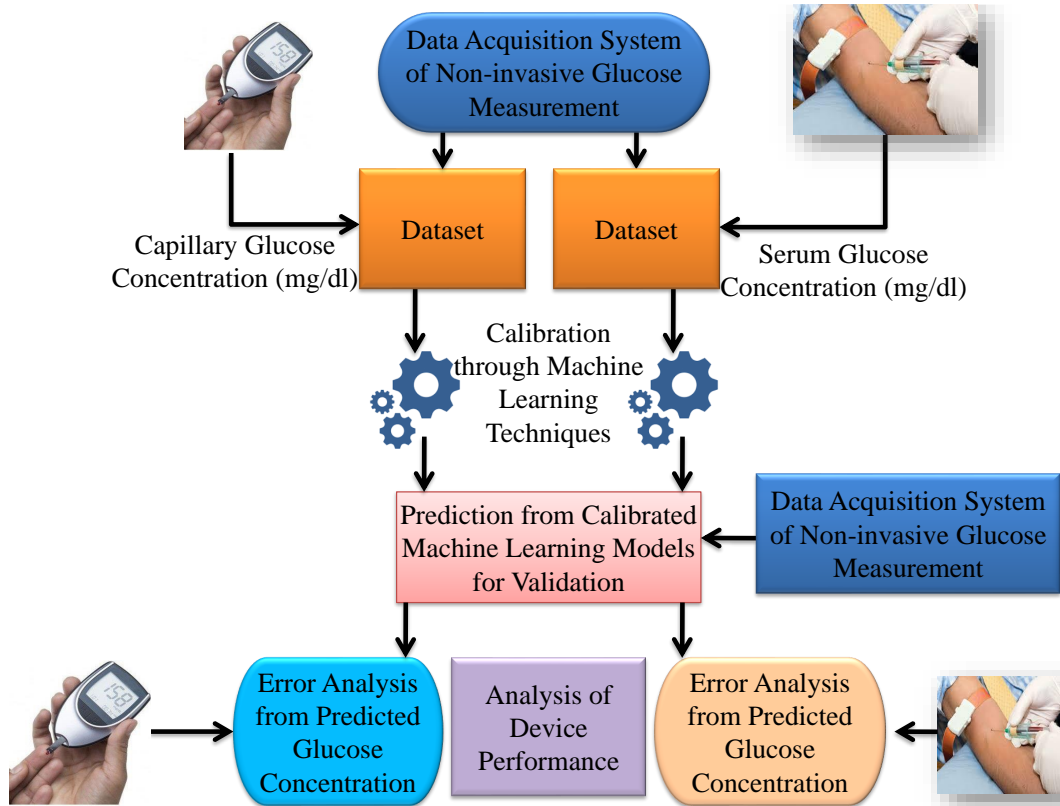 158
Data Acquisition System
of Non-invasive Glucose
Measurement
Dataset
Dataset
Capillary Glucose
Concentration (mg/dl)
Serum Glucose
Concentration (mg/dl)
Calibration
through Machine
Learning
Techniques
Prediction from Calibrated
Machine Learning Models
for Validation
Data Acquisition System
of Non-invasive Glucose
Measurement
158
Error Analysis
from Predicted
Glucose
Concentration
Analysis of
Device
Performance
Error Analysis
from Predicted
Glucose
Concentration